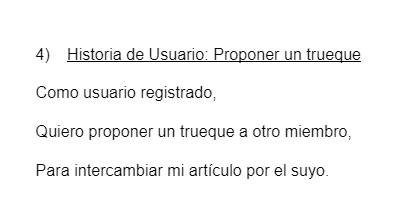 4) Historia de Usuario: Proponer un trueque
Como usuario registrado,
Quiero proponer un trueque a otro miembro,
Para intercambiar mi artículo por el suyo.